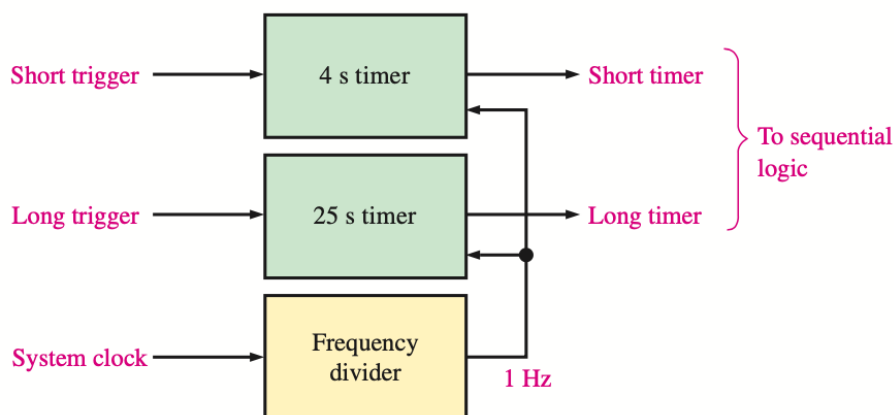 Short trigger
4 s timer
Short timer
To sequential
logic
Long trigger
25 s timer
Long timer
System clock
Frequency
divider
1 Hz